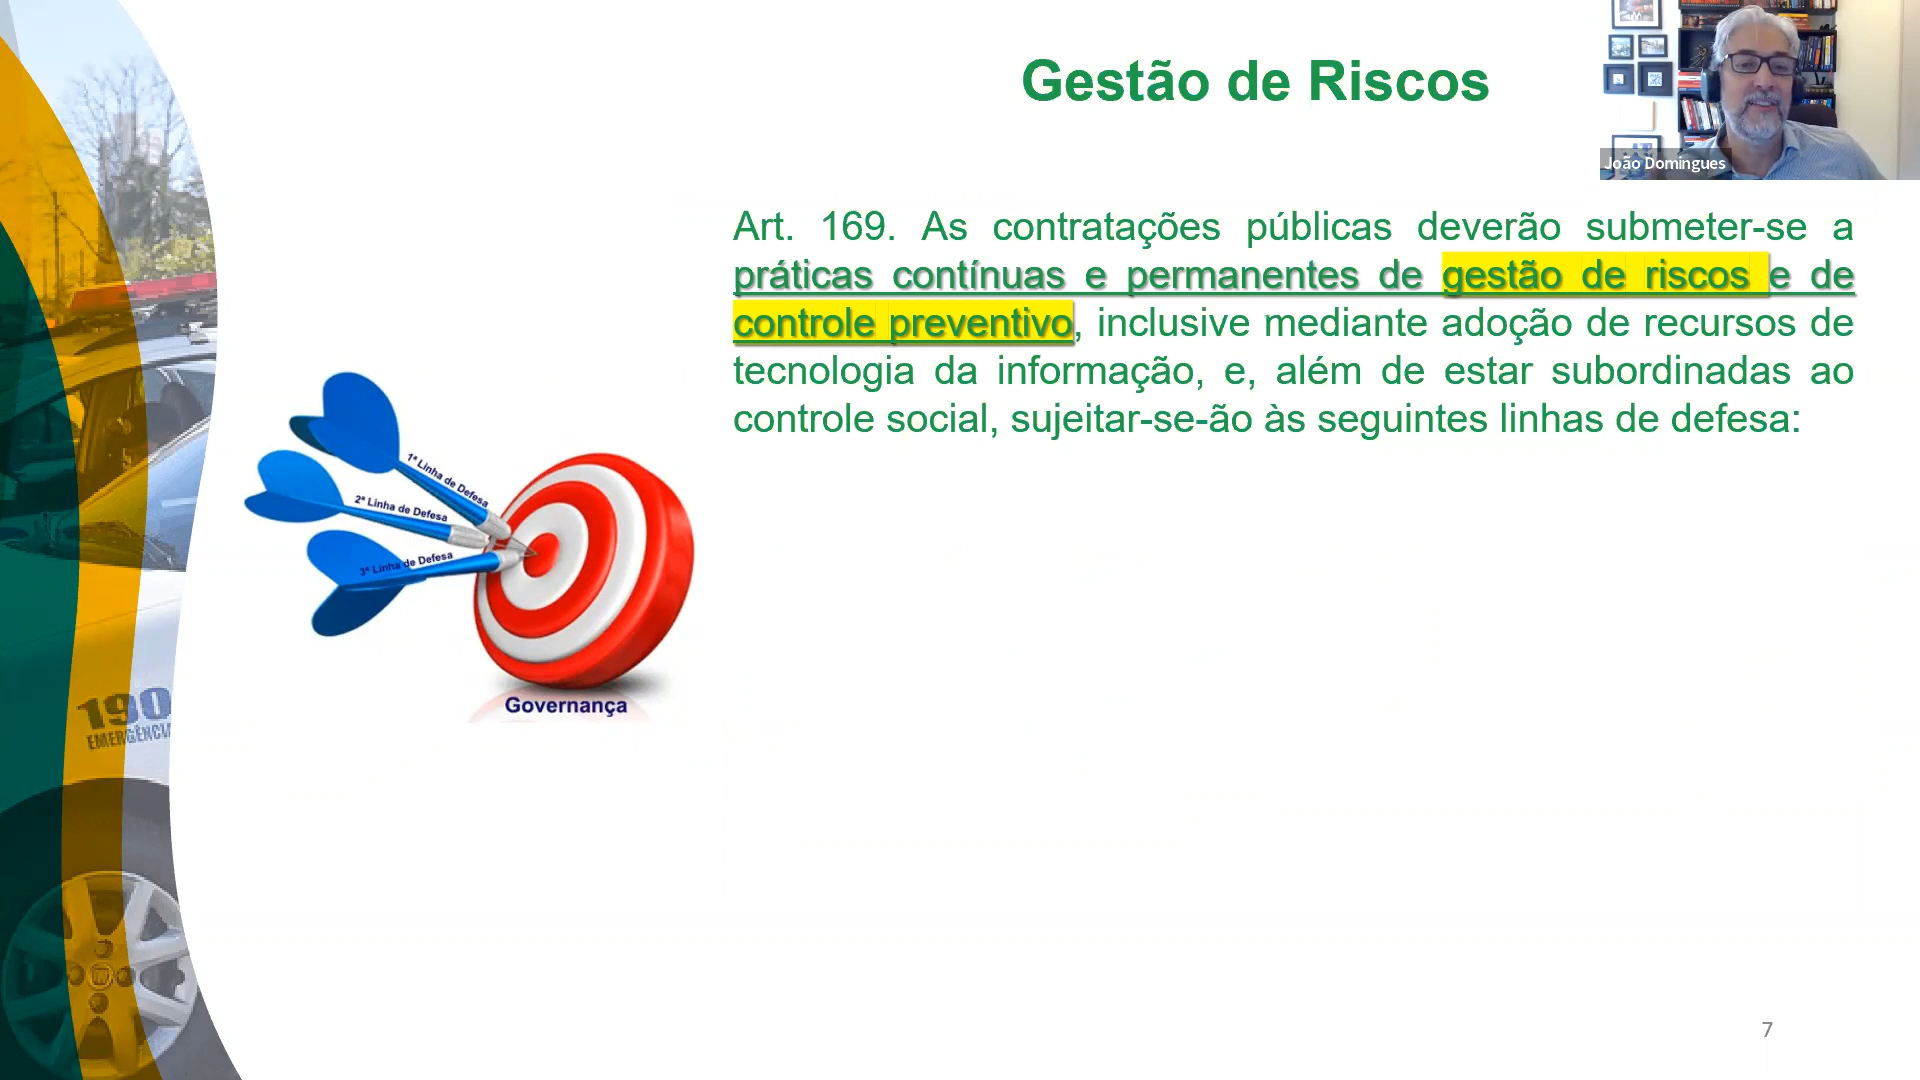 Gestão de Riscos
João Domingues
Art. 169. As contratações públicas deverão submeter-se a
práticas contínuas e permanentes de gestão de riscos e de
controle preventivo, inclusive mediante adoção de recursos de
tecnologia da informação, e, além de estar subordinadas ao
controle social, sujeitar-se-ão às seguintes linhas de defesa:
1ª Linha de Defesa
2ª Linha de Defesa
3ª Linha de Defesa
Governança
190
EMERGÊNCI
7